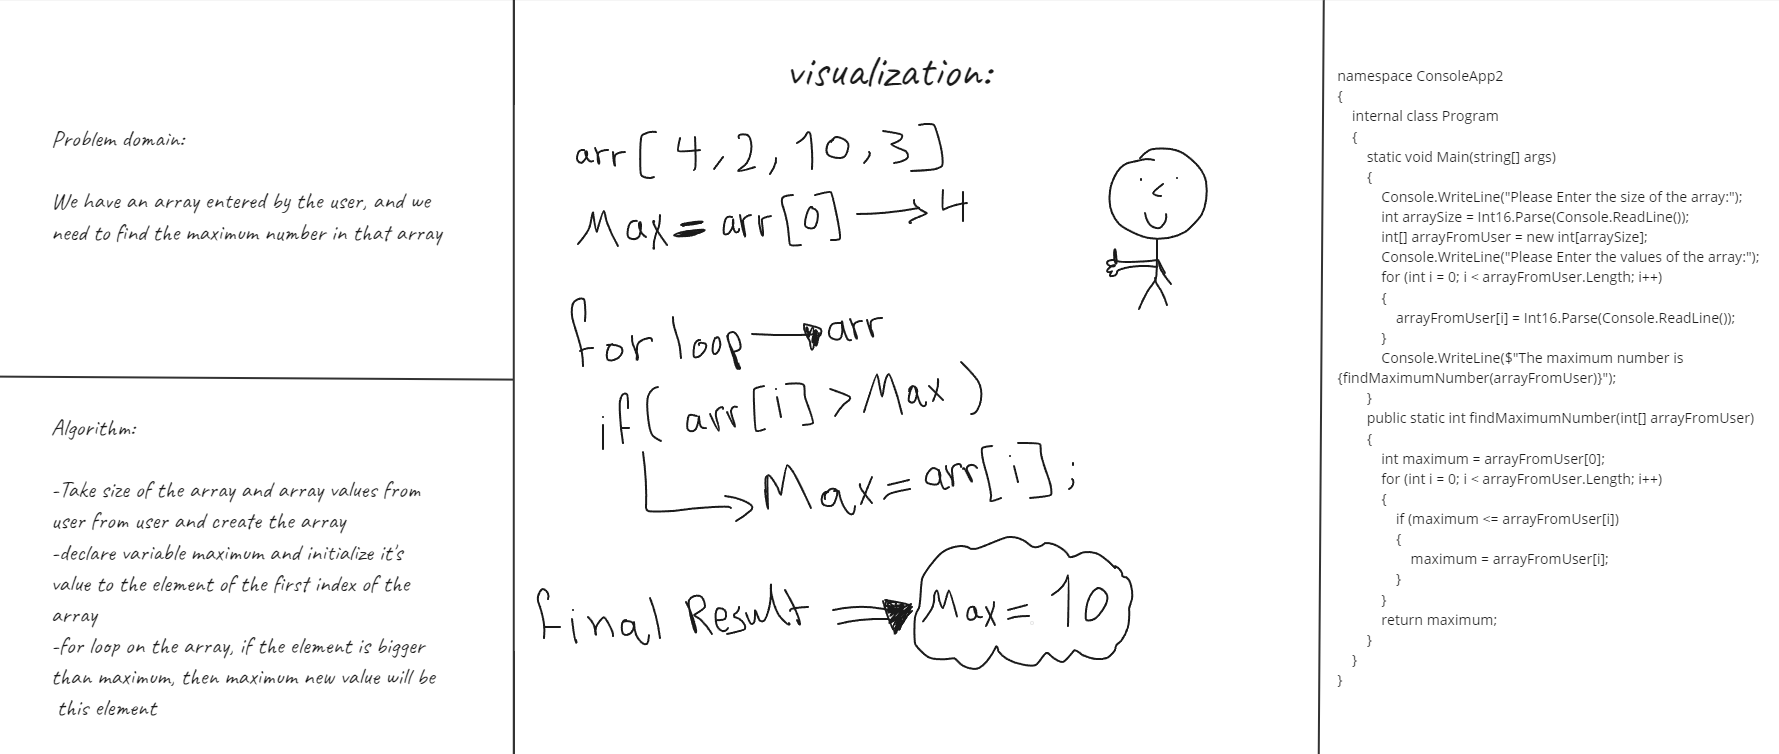 Problem domain:
We have an array entered by the user, and we
need to find the maximum number in that array
Algorithm:
-Take size of the array and array values from
user from user and create the array
-declare variable maximum and initialize it's
value to the element of the first index of the
array
-for loop on the array, if the element is bigger
than maximum, then maximum new value will be
this element
visualization:
arr[4,2,10,3]
Max=arr[0]→4
for loop→arr
if(arr[i]>Max)
→Max=arr[i];
final Result ⇒ Max=10
namespace ConsoleApp2
{
internal class Program
{
static void Main(string[] args)
{
Console.WriteLine("Please Enter the size of the array:");
int arraySize = Int16.Parse(Console.ReadLine());
int[] arrayFromUser = new int[arraySize];
Console.WriteLine("Please Enter the values of the array:");
for (int i = 0; i < arrayFromUser.Length; i++)
{
arrayFromUser[i] = Int16.Parse(Console.ReadLine());
}
Console.WriteLine($"The maximum number is
{findMaximumNumber(arrayFromUser)}");
}
public static int findMaximumNumber(int[] arrayFromUser)
{
int maximum = arrayFromUser[0];
for (int i = 0; i < arrayFromUser.Length; i++)
{
if (maximum <= arrayFromUser[i])
{
maximum = arrayFromUser[i];
}
}
return maximum;
}
}
}